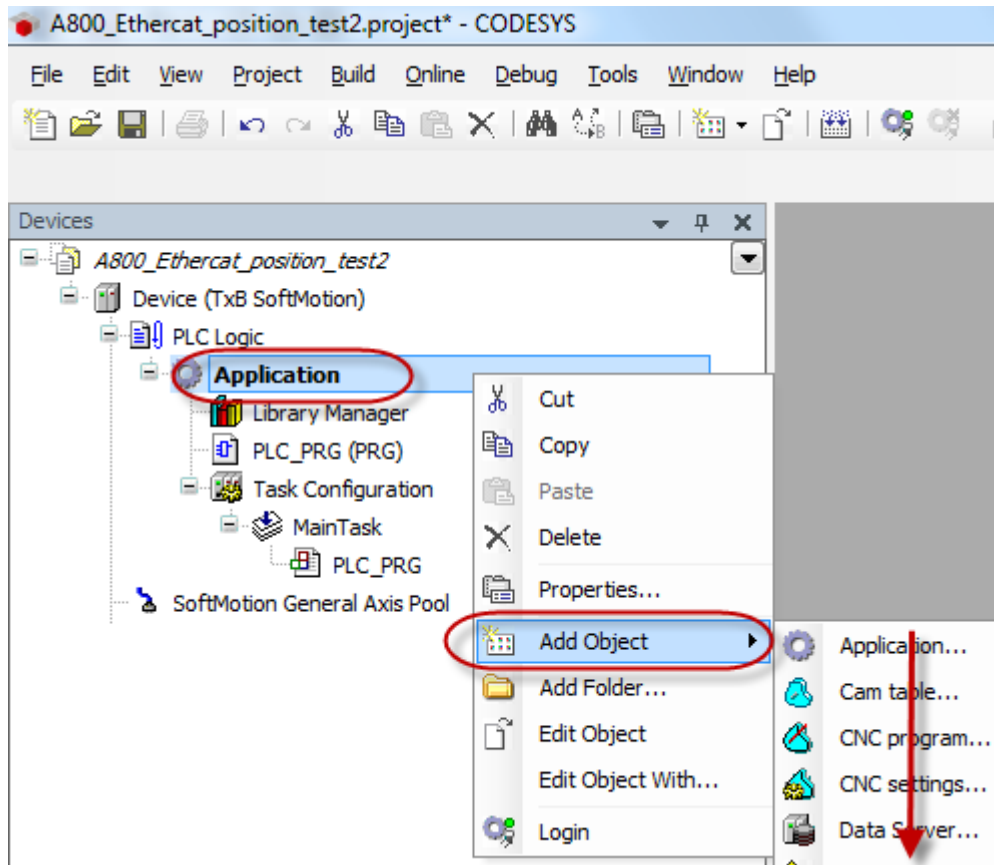 A800_Ethercat_position_test2.project* - CODESYS
File Edit View Project Build Online Debug Tools Window Help
Devices
A800_Ethercat_position_test2
Device (TxB SoftMotion)
PLC Logic
Application
Library Manager
PLC_PRG (PRG)
Task Configuration
MainTask
PLC_PRG
SoftMotion General Axis Pool
Cut
Copy
Paste
Delete
Properties...
Add Object
Add Folder...
Edit Object
Edit Object With...
Login
Application...
Cam table...
CNC program...
CNC settings...
Data Server...